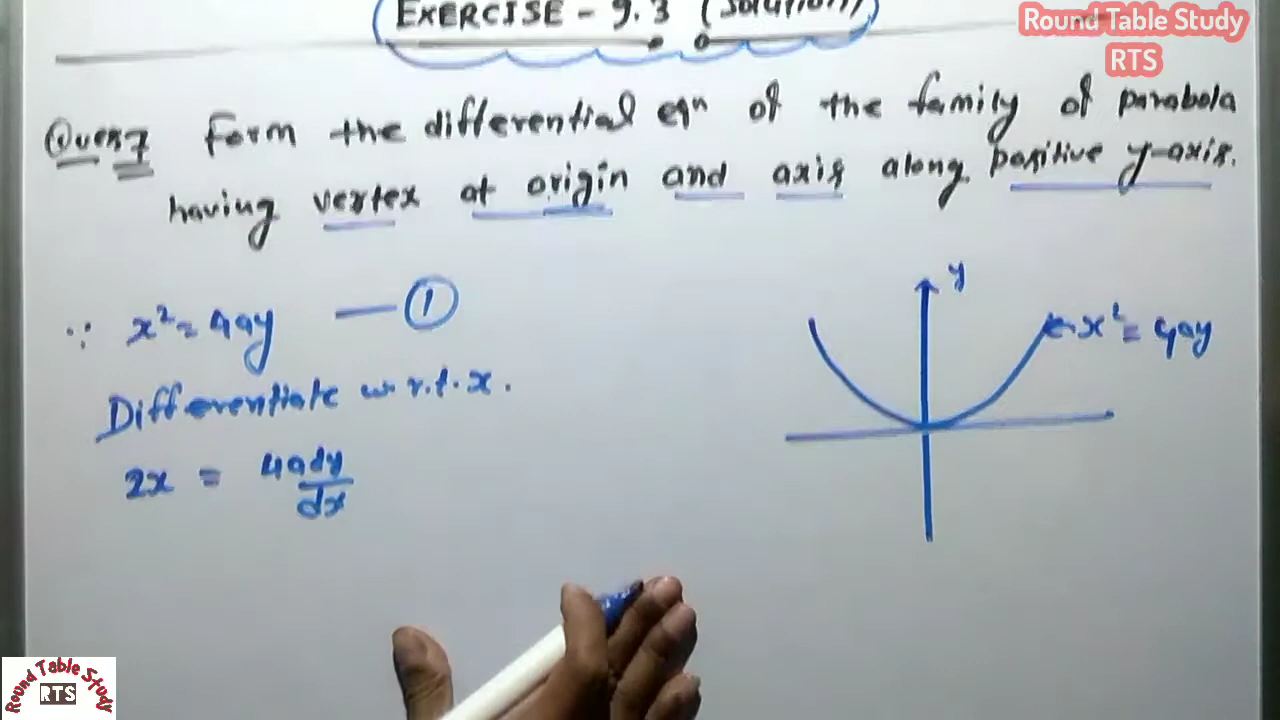 EXERCISE - 9.3 (Solution)
Round Table Study
RTS
Ques 7 Form the differential eqⁿ of the family of parabola
having vertex at origin and axis along positive y-axis.
y
∵ x² = 4ay — ①
x² = 4ay
Differentiate w.r.t. x.
2x = 4a dy/dx
Round Table Study
RTS